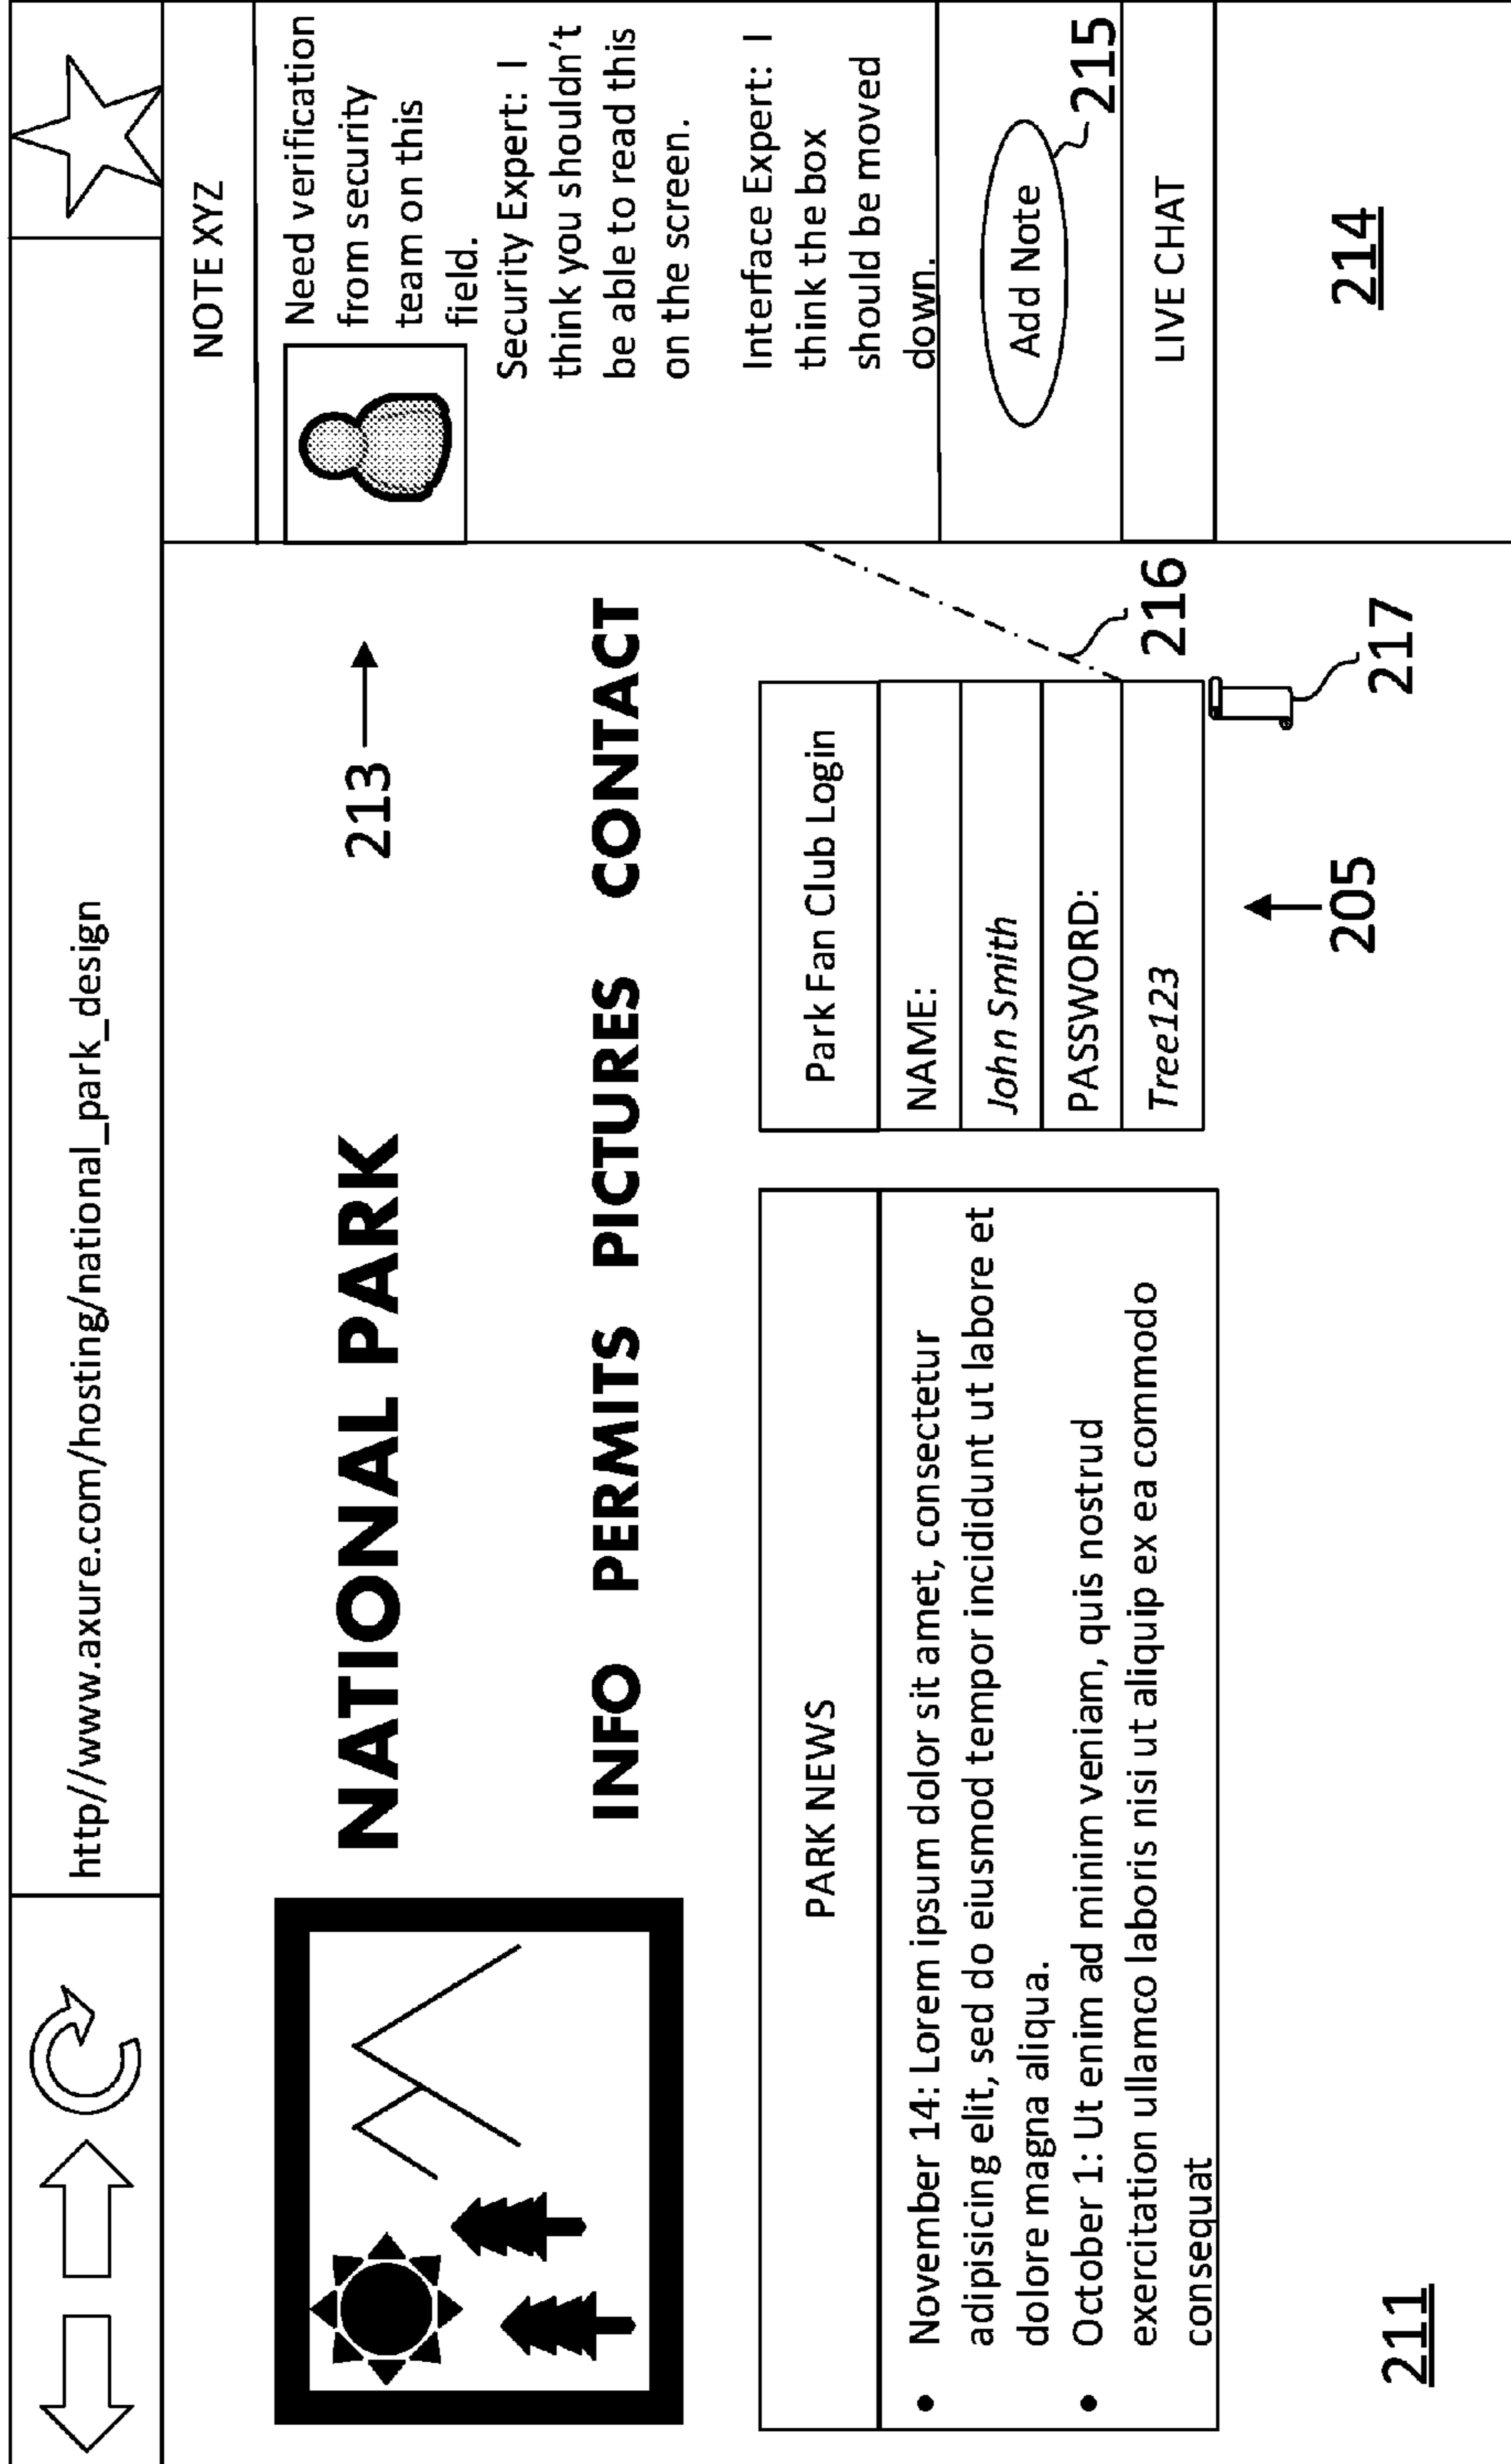 http//www.axure.com/hosting/national_park_design
NATIONAL PARK
213
INFO PERMITS PICTURES CONTACT
PARK NEWS
• November 14: Lorem ipsum dolor sit amet, consectetur
adipisicing elit, sed do eiusmod tempor incididunt ut labore et
dolore magna aliqua.
• October 1: Ut enim ad minim veniam, quis nostrud
exercitation ullamco laboris nisi ut aliquip ex ea commodo
consequat
Park Fan Club Login
NAME:
John Smith
PASSWORD:
Tree123
205
216
217
NOTE XYZ
Need verification
from security
team on this
field.
Security Expert: I
think you shouldn't
be able to read this
on the screen.
Interface Expert: I
think the box
should be moved
down.
Add Note
215
LIVE CHAT
214
211